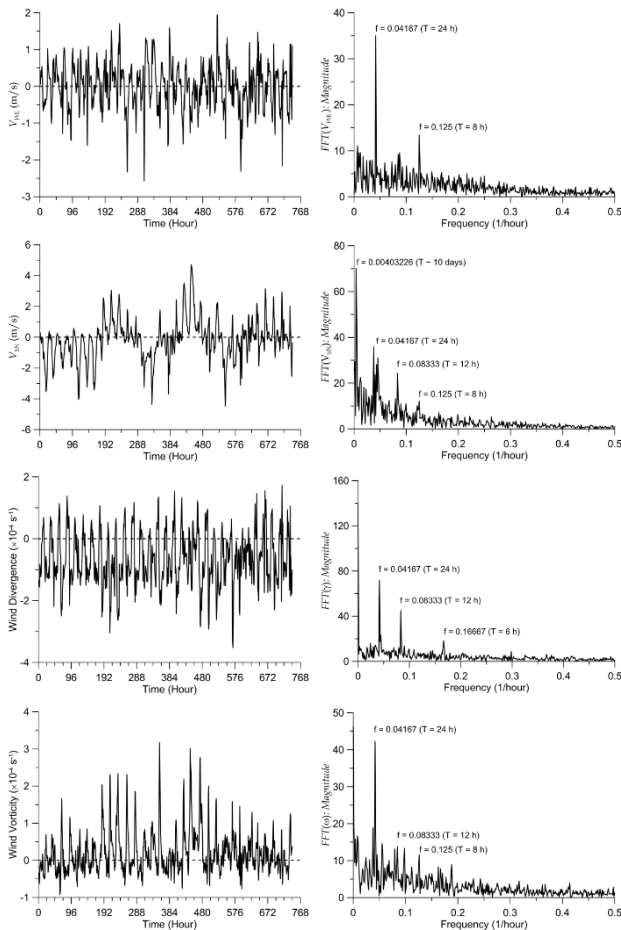 2
1
0
-1
-2
-3
V_WE (m/s)
0 96 192 288 384 480 576 672 768
Time (Hour)
40
30
20
10
0
FFT(V_WE): Magnitude
f = 0.04167 (T = 24 h)
f = 0.125 (T = 8 h)
0 0.1 0.2 0.3 0.4 0.5
Frequency (1/hour)
6
4
2
0
-2
-4
-6
V_SN (m/s)
0 96 192 288 384 480 576 672 768
Time (Hour)
80
60
40
20
0
FFT(V_SN): Magnitude
f = 0.00403226 (T ~ 10 days)
f = 0.04167 (T = 24 h)
f = 0.08333 (T = 12 h)
f = 0.125 (T = 8 h)
0 0.1 0.2 0.3 0.4 0.5
Frequency (1/hour)
2
0
-2
-4
Wind Divergence (×10⁻⁴ s⁻¹)
0 96 192 288 384 480 576 672 768
Time (Hour)
160
120
80
40
20
0
FFT(γ): Magnitude
f = 0.04167 (T = 24 h)
f = 0.08333 (T = 12 h)
f = 0.16667 (T = 6 h)
0 0.1 0.2 0.3 0.4 0.5
Frequency (1/hour)
4
3
2
1
0
-1
Wind Vorticity (×10⁻⁴ s⁻¹)
0 96 192 288 384 480 576 672 768
Time (Hour)
50
40
30
20
10
0
FFT(ω): Magnitude
f = 0.04167 (T = 24 h)
f = 0.08333 (T = 12 h)
f = 0.125 (T = 8 h)
0 0.1 0.2 0.3 0.4 0.5
Frequency (1/hour)